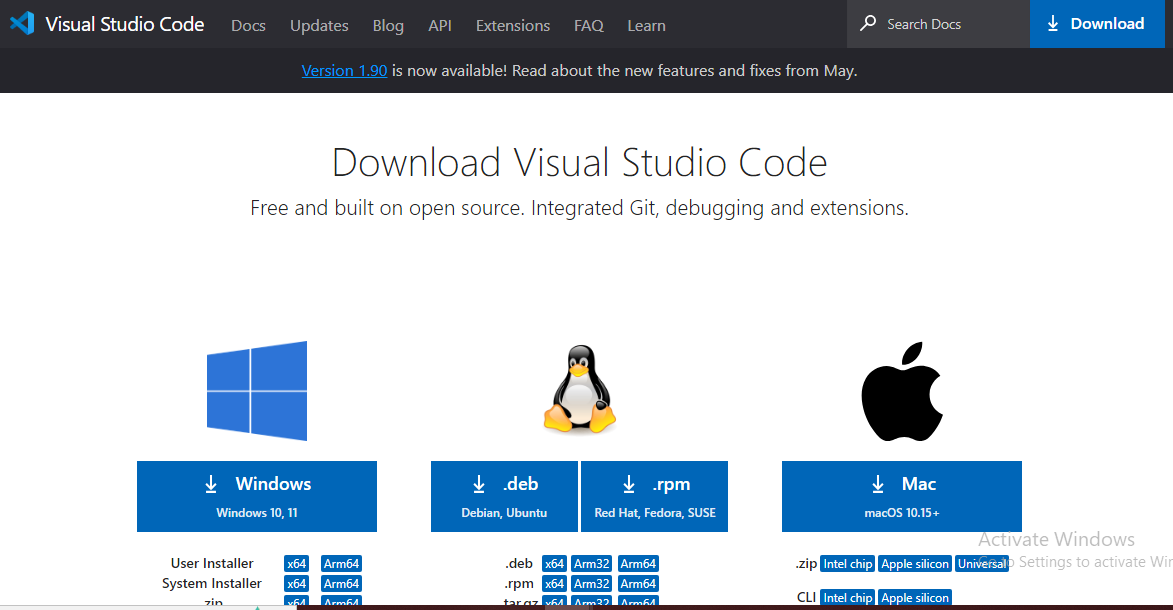 Visual Studio Code Docs Updates Blog API Extensions FAQ Learn Search Docs Download
Version 1.90 is now available! Read about the new features and fixes from May.
Download Visual Studio Code
Free and built on open source. Integrated Git, debugging and extensions.
Windows
Windows 10, 11
.deb
Debian, Ubuntu
.rpm
Red Hat, Fedora, SUSE
Mac
macOS 10.15+
User Installer x64 Arm64
System Installer x64 Arm64
.zip x64 Arm64
.deb x64 Arm32 Arm64
.rpm x64 Arm32 Arm64
.tar.gz x64 Arm32 Arm64
.zip Intel chip Apple silicon Universal
CLI Intel chip Apple silicon
Activate Windows
Go to Settings to activate Wi